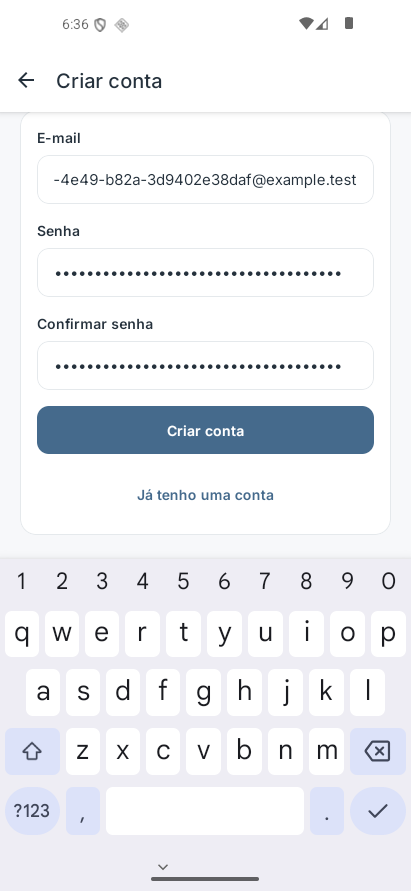 6:36
Criar conta
E-mail
-4e49-b82a-3d9402e38daf@example.test
Senha
••••••••••••••••••••••••••••••••••••
Confirmar senha
••••••••••••••••••••••••••••••••••••
Criar conta
Já tenho uma conta
1 2 3 4 5 6 7 8 9 0
q w e r t y u i o p
a s d f g h j k l
z x c v b n m
?123 , .